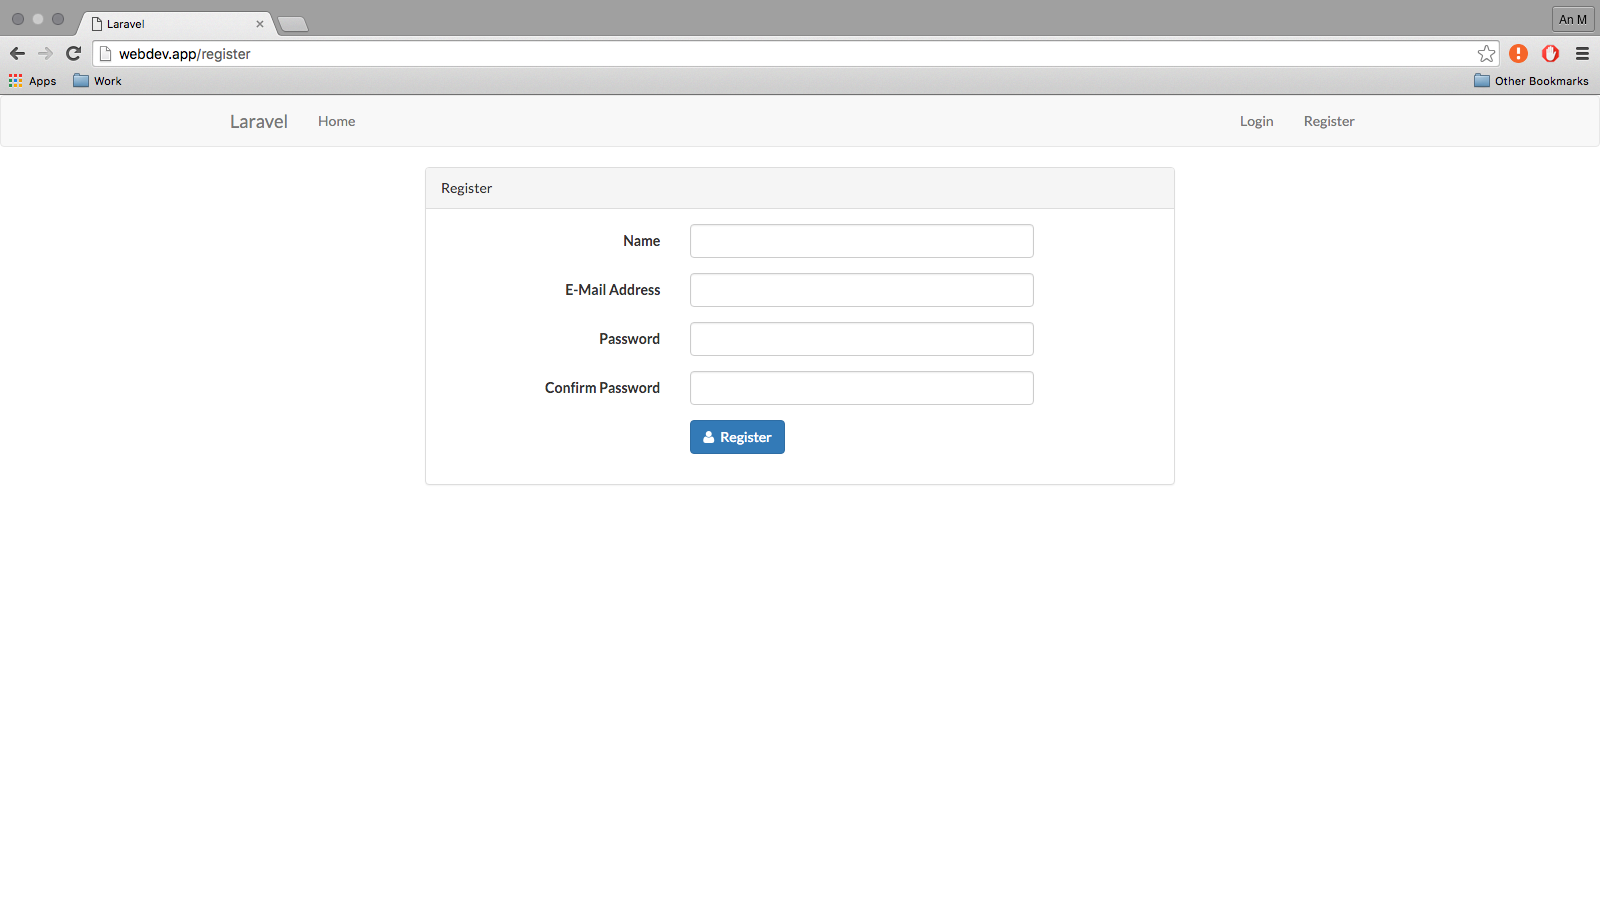 Laravel
An M
webdev.app/register
Apps Work Other Bookmarks
Laravel Home Login Register
Register
Name
E-Mail Address
Password
Confirm Password
Register